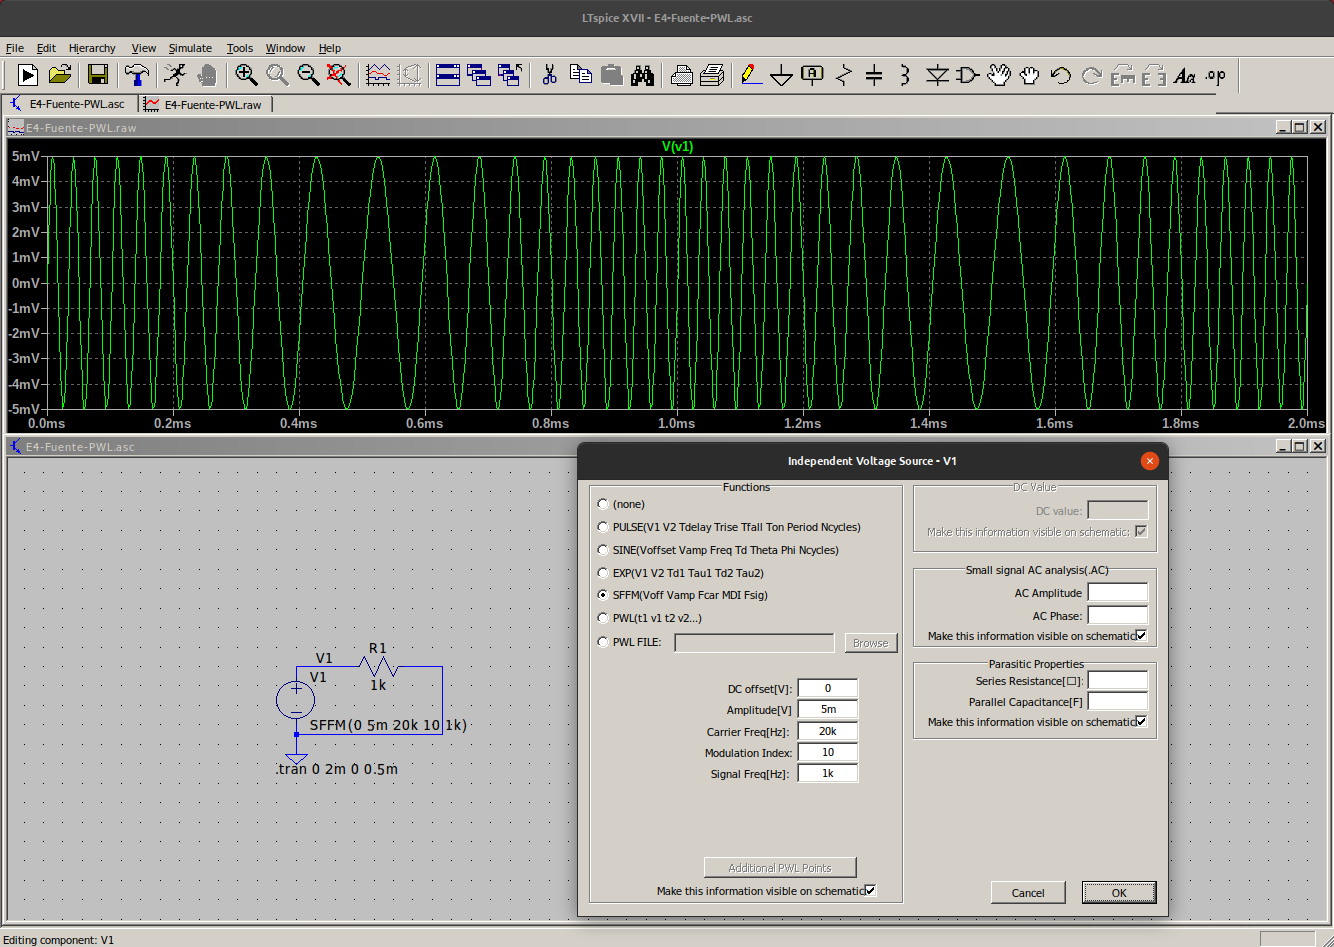 LTspice XVII - E4-Fuente-PWL.asc
File Edit Hierarchy View Simulate Tools Window Help
E4-Fuente-PWL.asc E4-Fuente-PWL.raw
E4-Fuente-PWL.raw
V(v1)
5mV
4mV
3mV
2mV
1mV
0mV
-1mV
-2mV
-3mV
-4mV
-5mV
0.0ms 0.2ms 0.4ms 0.6ms 0.8ms 1.0ms 1.2ms 1.4ms 1.6ms 1.8ms 2.0ms
E4-Fuente-PWL.asc
V1
R1
V1
1k
SFFM(0 5m 20k 10 1k)
.tran 0 2m 0 0.5m
Independent Voltage Source - V1
Functions
(none)
PULSE(V1 V2 Tdelay Trise Tfall Ton Period Ncycles)
SINE(Voffset Vamp Freq Td Theta Phi Ncycles)
EXP(V1 V2 Td1 Tau1 Td2 Tau2)
SFFM(Voff Vamp Fcar MDI Fsig)
PWL(t1 v1 t2 v2...)
PWL FILE: Browse
DC offset[V]: 0
Amplitude[V] 5m
Carrier Freq[Hz]: 20k
Modulation Index: 10
Signal Freq[Hz]: 1k
Additional PWL Points
Make this information visible on schematic:
DC Value
DC value:
Make this information visible on schematic:
Small signal AC analysis(.AC)
AC Amplitude
AC Phase:
Make this information visible on schematic:
Parasitic Properties
Series Resistance[□]:
Parallel Capacitance[F]
Make this information visible on schematic:
Cancel OK
Editing component: V1